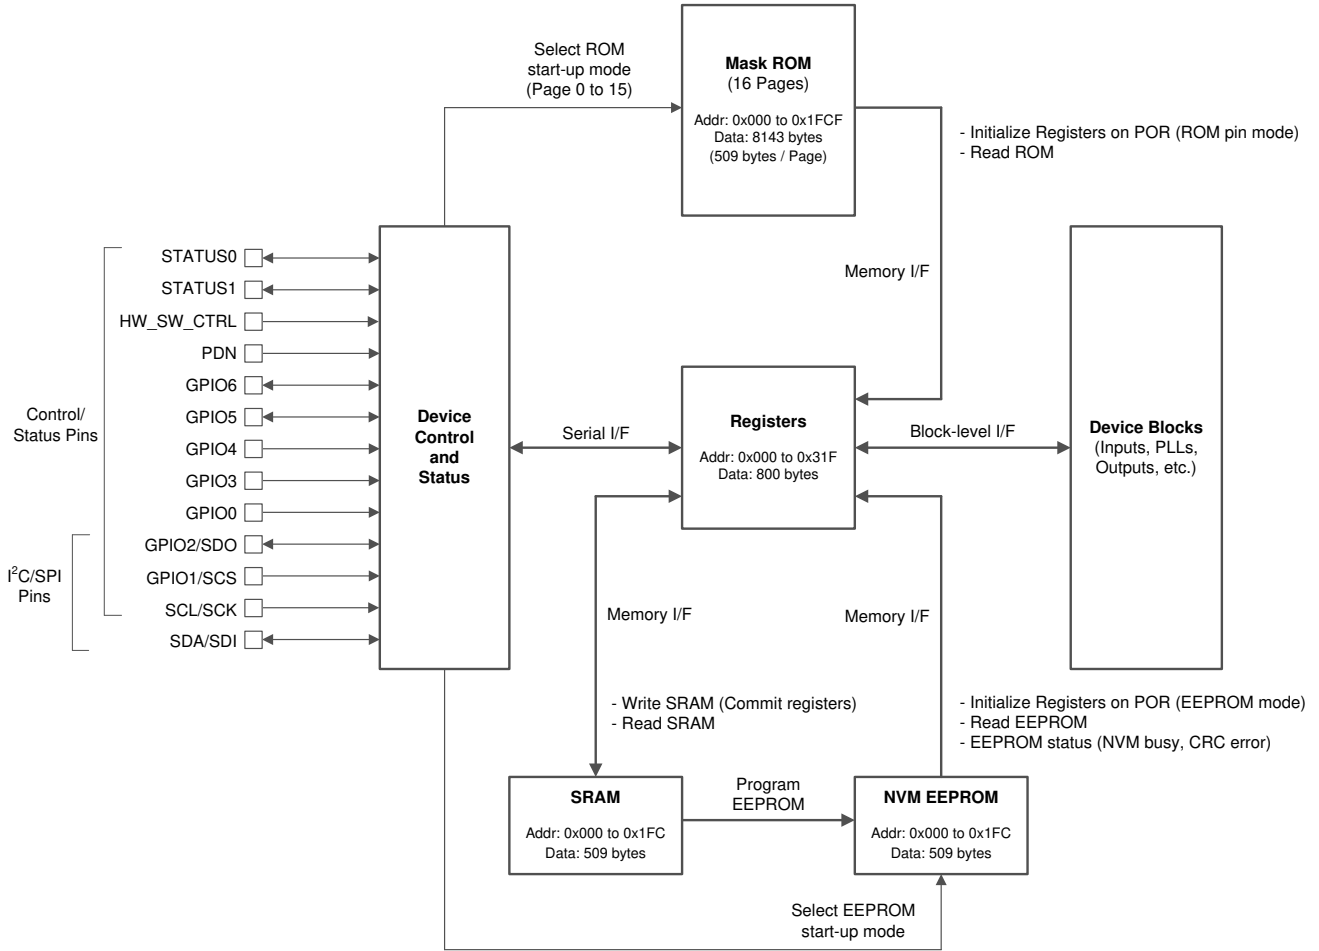 Select ROM
start-up mode
(Page 0 to 15)
Mask ROM
(16 Pages)
Addr: 0x000 to 0x1FCF
Data: 8143 bytes
(509 bytes / Page)
- Initialize Registers on POR (ROM pin mode)
- Read ROM
Memory I/F
Control/
Status Pins
I²C/SPI
Pins
STATUS0
STATUS1
HW_SW_CTRL
PDN
GPIO6
GPIO5
GPIO4
GPIO3
GPIO0
GPIO2/SDO
GPIO1/SCS
SCL/SCK
SDA/SDI
Device
Control
and
Status
Serial I/F
Registers
Addr: 0x000 to 0x31F
Data: 800 bytes
Block-level I/F
Device Blocks
(Inputs, PLLs,
Outputs, etc.)
Memory I/F
Memory I/F
- Write SRAM (Commit registers)
- Read SRAM
- Initialize Registers on POR (EEPROM mode)
- Read EEPROM
- EEPROM status (NVM busy, CRC error)
SRAM
Addr: 0x000 to 0x1FC
Data: 509 bytes
Program
EEPROM
NVM EEPROM
Addr: 0x000 to 0x1FC
Data: 509 bytes
Select EEPROM
start-up mode